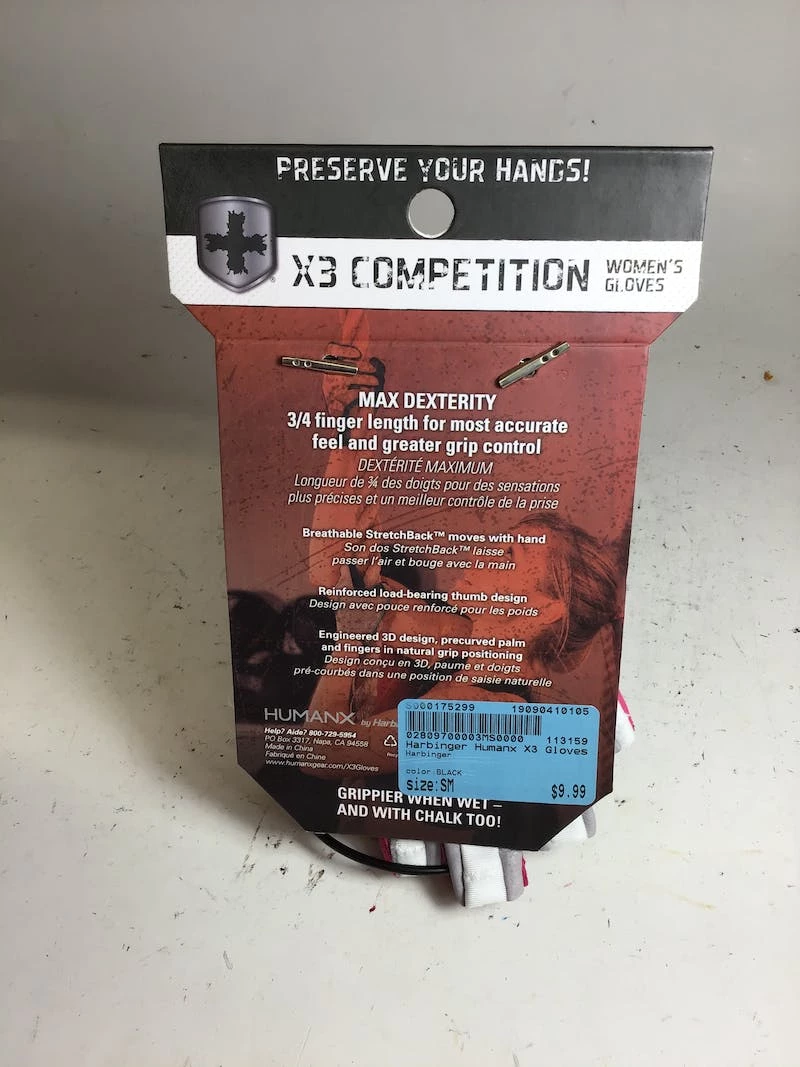 PRESERVE YOUR HANDS!
X3 COMPETITION
WOMEN'S
GLOVES
MAX DEXTERITY
3/4 finger length for most accurate
feel and greater grip control
DEXTÉRITÉ MAXIMUM
Longueur de ¾ des doigts pour des sensations
plus précises et un meilleur contrôle de la prise
Breathable StretchBack™ moves with hand
Son dos StretchBack™ laisse
passer l'air et bouge avec la main
Reinforced load-bearing thumb design
Design avec pouce renforcé pour les poids
Engineered 3D design, precurved palm
and fingers in natural grip positioning
Design conçu en 3D, paume et doigts
pré-courbés dans une position de saisie naturelle
HUMANX by Harb
Help? Aide? 800-729-5954
PO Box 3317, Napa, CA 94558
Made in China
Fabriqué en Chine
www.humanxgear.com/X3Gloves
S000175299 19090410105
02809700003MS0000 113159
Harbinger Humanx X3 Gloves
Harbinger
color:BLACK
size:SM $9.99
GRIPPIER WHEN WET –
AND WITH CHALK TOO!